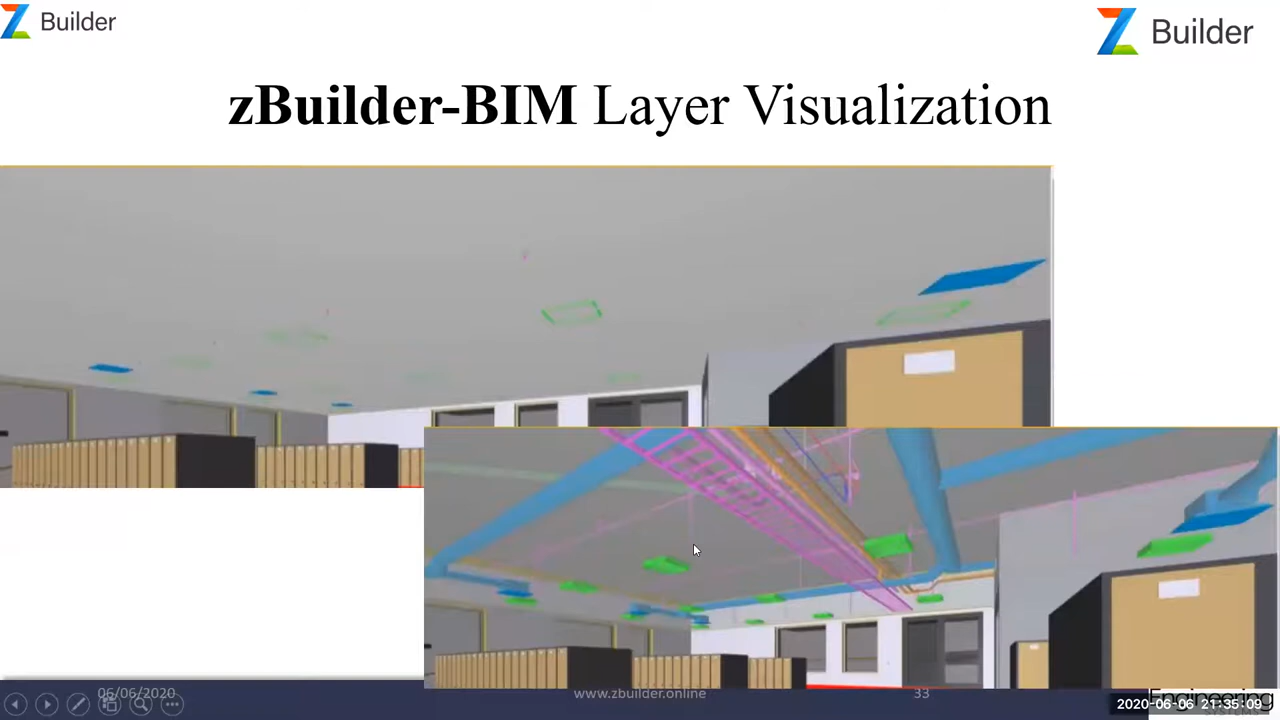 Builder
Builder
zBuilder-BIM Layer Visualization
06/06/2020
www.zbuilder.online
33
Engineering
2020-06-06 21:35:09